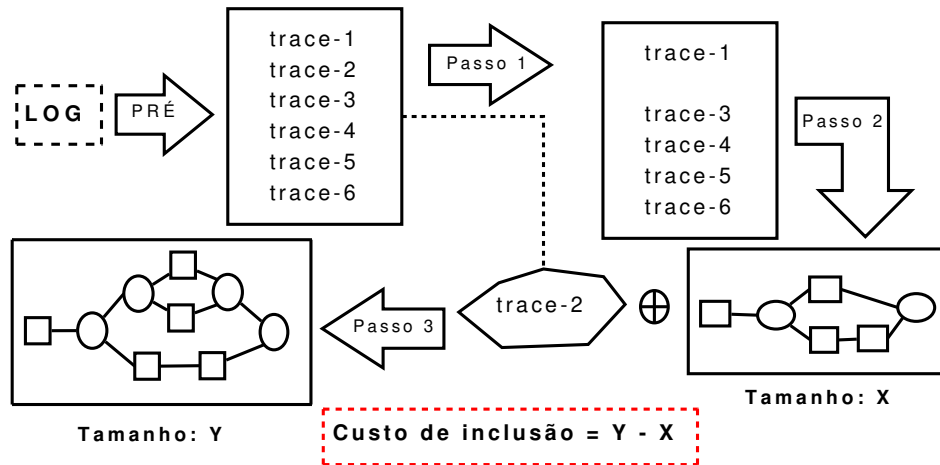 LOG
PRÉ
trace-1
trace-2
trace-3
trace-4
trace-5
trace-6
Passo 1
trace-1
trace-3
trace-4
trace-5
trace-6
Passo 2
trace-2
Passo 3
Tamanho: X
Tamanho: Y
Custo de inclusão = Y - X